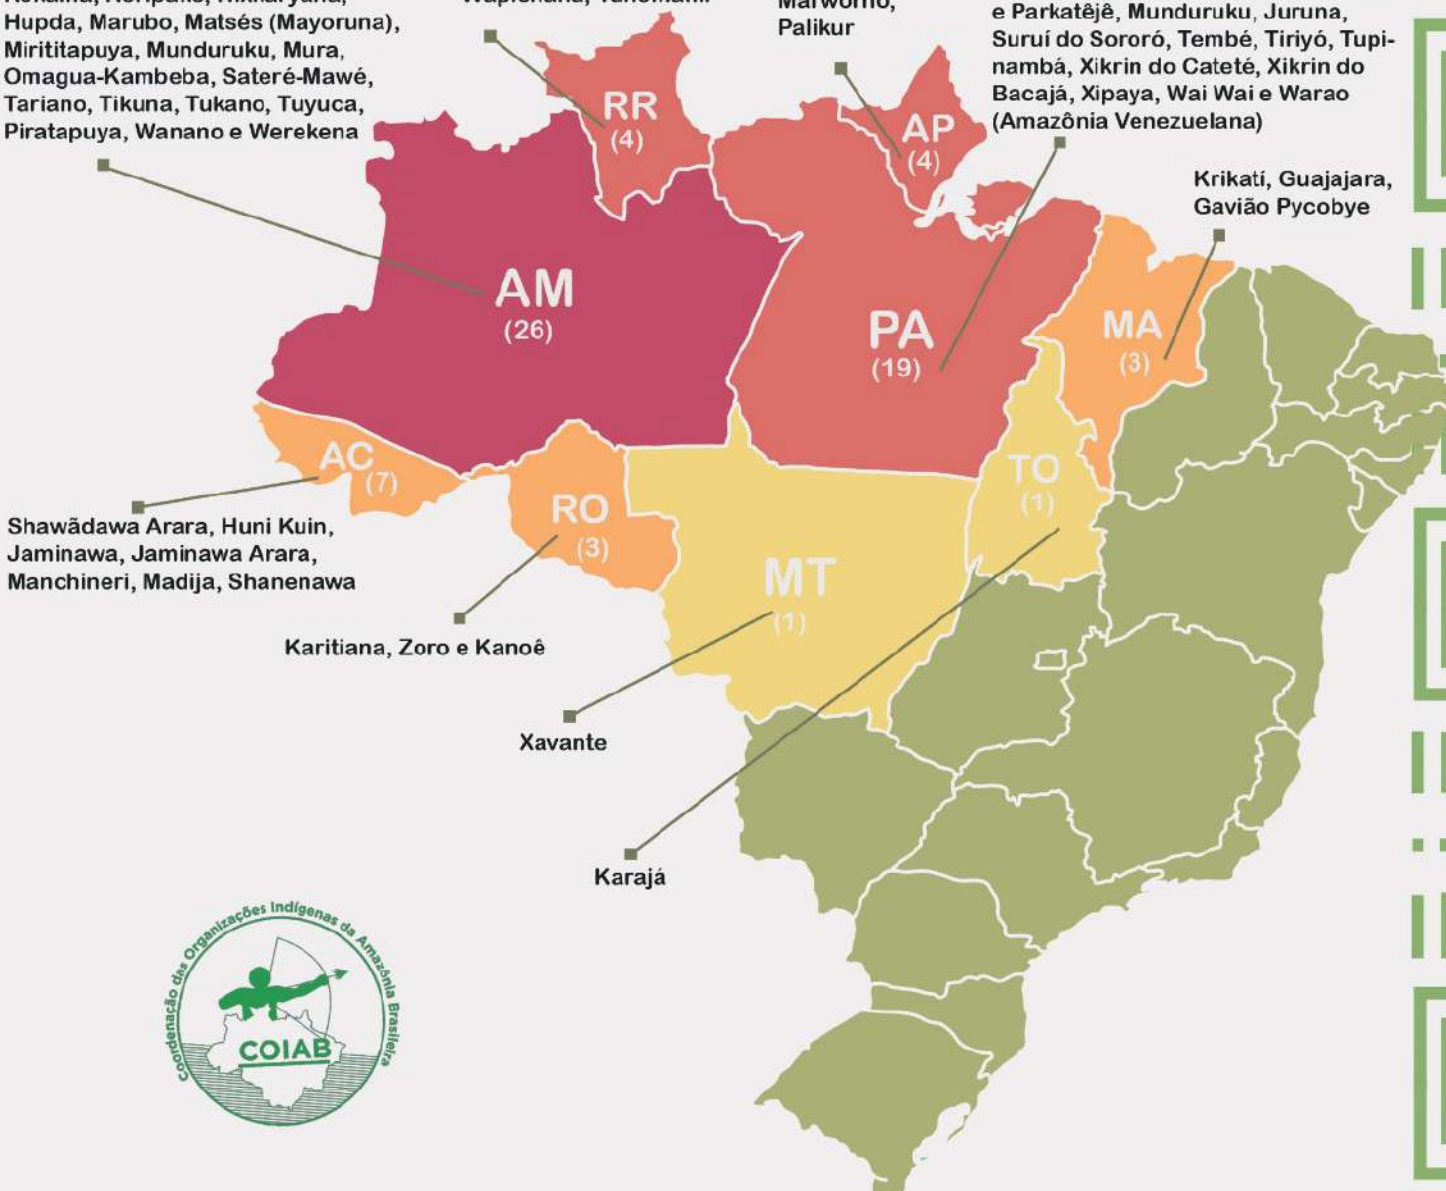 Hupda, Marubo, Matsés (Mayoruna),
Mirititapuya, Munduruku, Mura,
Omagua-Kambeba, Sateré-Mawé,
Tariano, Tikuna, Tukano, Tuyuca,
Piratapuya, Wanano e Werekena
Palikur
e Parkatêjê, Munduruku, Juruna,
Suruí do Sororó, Tembé, Tiriyó, Tupi-
nambá, Xikrin do Cateté, Xikrin do
Bacajá, Xipaya, Wai Wai e Warao
(Amazônia Venezuelana)
Krikatí, Guajajara,
Gavião Pycobye
RR
(4)
AP
(4)
AM
(26)
PA
(19)
MA
(3)
AC
(7)
RO
(3)
TO
(1)
MT
(1)
Shawãdawa Arara, Huni Kuin,
Jaminawa, Jaminawa Arara,
Manchineri, Madija, Shanenawa
Karitiana, Zoro e Kanoê
Xavante
Karajá
Coordenação das Organizações Indígenas da Amazônia Brasileira
COIAB